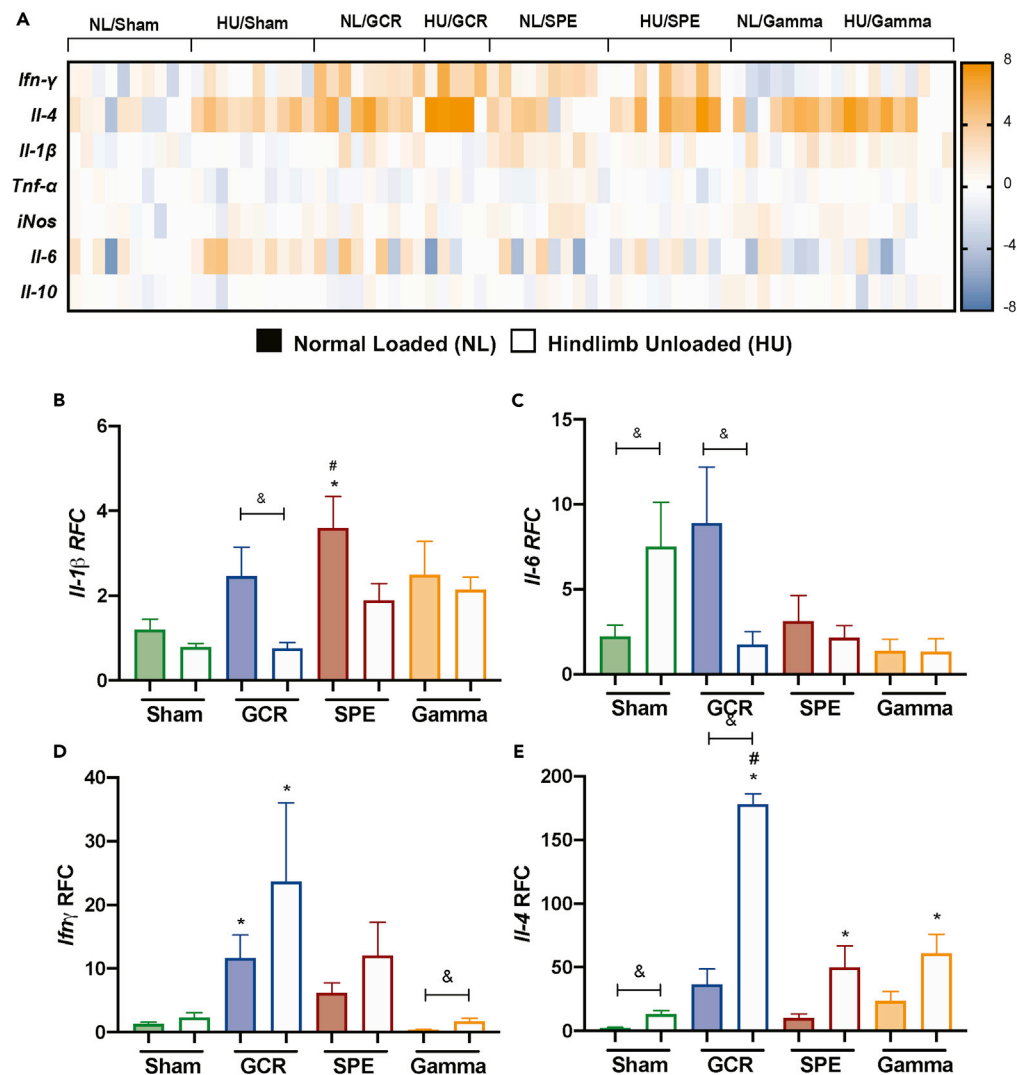 A
NL/Sham HU/Sham NL/GCR HU/GCR NL/SPE HU/SPE NL/Gamma HU/Gamma
Ifn-γ
Il-4
Il-1β
Tnf-α
iNos
Il-6
Il-10
8
4
0
-4
-8
Normal Loaded (NL) Hindlimb Unloaded (HU)
B
Il-1β RFC
6
4
2
0
&
#
*
Sham GCR SPE Gamma
C
Il-6 RFC
15
10
5
0
& &
Sham GCR SPE Gamma
D
Ifnγ RFC
40
30
20
10
0
*
*
&
Sham GCR SPE Gamma
E
Il-4 RFC
200
150
100
50
0
&
&
#
*
*
*
Sham GCR SPE Gamma